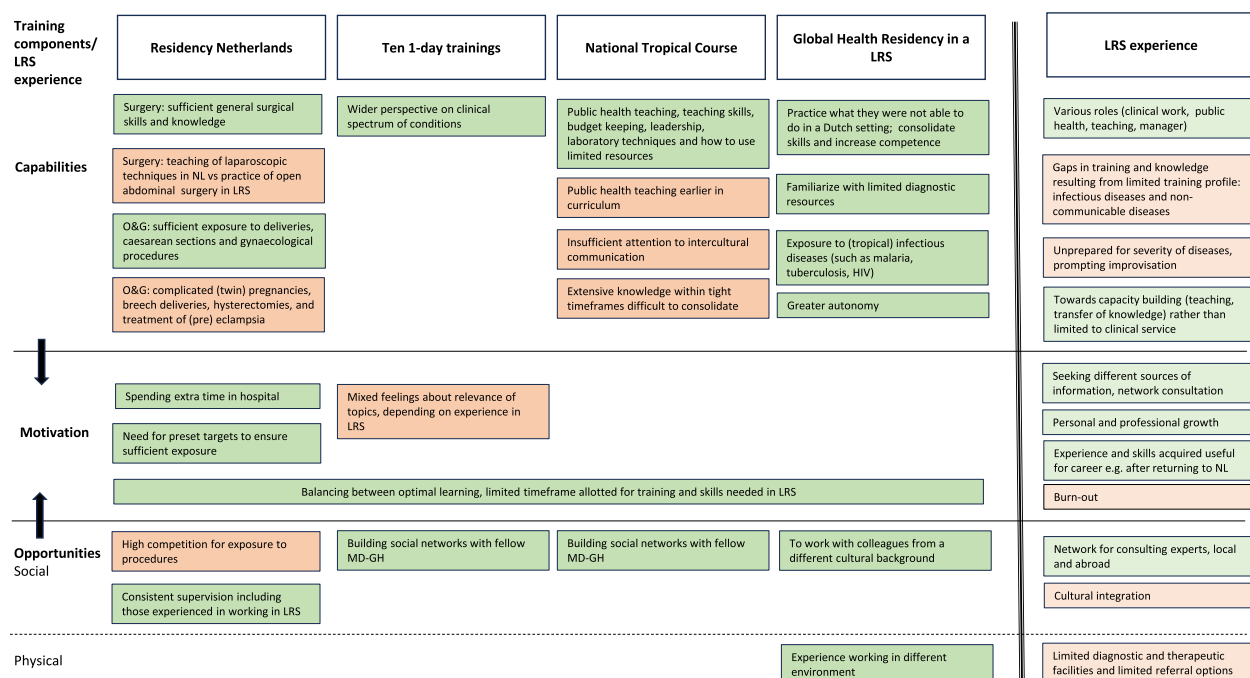 Training
components/
LRS
experience
Residency Netherlands
Ten 1-day trainings
National Tropical Course
Global Health Residency in a
LRS
LRS experience
Capabilities
Surgery: sufficient general surgical
skills and knowledge
Surgery: teaching of laparoscopic
techniques in NL vs practice of open
abdominal surgery in LRS
O&G: sufficient exposure to deliveries,
caesarean sections and gynaecological
procedures
O&G: complicated (twin) pregnancies,
breech deliveries, hysterectomies, and
treatment of (pre) eclampsia
Wider perspective on clinical
spectrum of conditions
Public health teaching, teaching skills,
budget keeping, leadership,
laboratory techniques and how to use
limited resources
Public health teaching earlier in
curriculum
Insufficient attention to intercultural
communication
Extensive knowledge within tight
timeframes difficult to consolidate
Practice what they were not able to
do in a Dutch setting; consolidate
skills and increase competence
Familiarize with limited diagnostic
resources
Exposure to (tropical) infectious
diseases (such as malaria,
tuberculosis, HIV)
Greater autonomy
Various roles (clinical work, public
health, teaching, manager)
Gaps in training and knowledge
resulting from limited training profile:
infectious diseases and non-
communicable diseases
Unprepared for severity of diseases,
prompting improvisation
Towards capacity building (teaching,
transfer of knowledge) rather than
limited to clinical service
Motivation
Spending extra time in hospital
Need for preset targets to ensure
sufficient exposure
Mixed feelings about relevance of
topics, depending on experience in
LRS
Balancing between optimal learning, limited timeframe allotted for training and skills needed in LRS
Seeking different sources of
information, network consultation
Personal and professional growth
Experience and skills acquired useful
for career e.g. after returning to NL
Burn-out
Opportunities
Social
High competition for exposure to
procedures
Consistent supervision including
those experienced in working in LRS
Building social networks with fellow
MD-GH
Building social networks with fellow
MD-GH
To work with colleagues from a
different cultural background
Network for consulting experts, local
and abroad
Cultural integration
Physical
Experience working in different
environment
Limited diagnostic and therapeutic
facilities and limited referral options